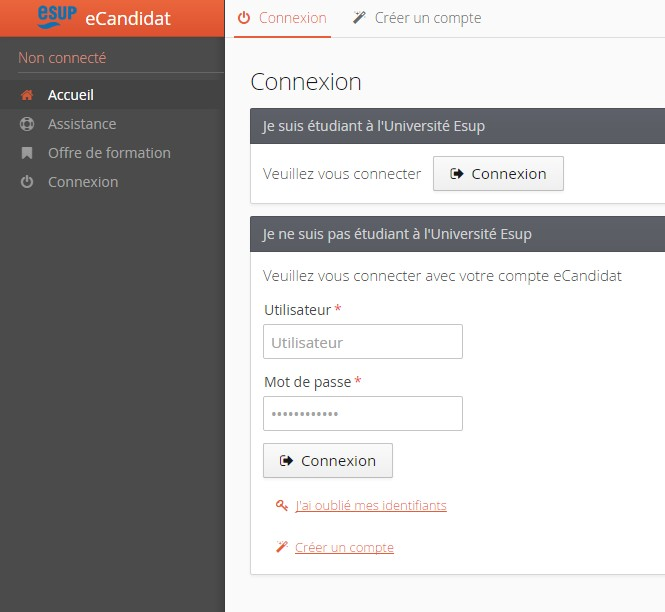 esup eCandidat
Non connecté
Accueil
Assistance
Offre de formation
Connexion
Connexion Créer un compte
Connexion
Je suis étudiant à l'Université Esup
Veuillez vous connecter Connexion
Je ne suis pas étudiant à l'Université Esup
Veuillez vous connecter avec votre compte eCandidat
Utilisateur *
Utilisateur
Mot de passe *
••••••••••••
Connexion
J'ai oublié mes identifiants
Créer un compte